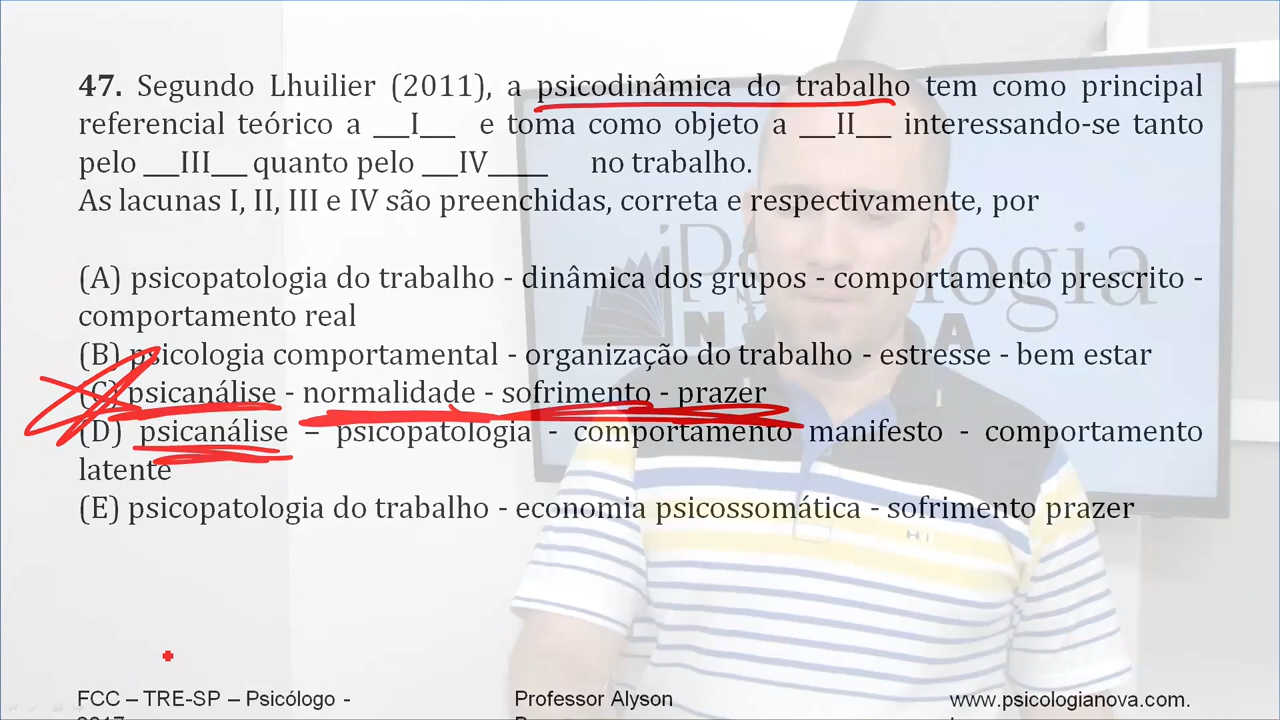 47. Segundo Lhuilier (2011), a psicodinâmica do trabalho tem como principal
referencial teórico a ___I___ e toma como objeto a ___II___ interessando-se tanto
pelo ___III___ quanto pelo ___IV_____ no trabalho.
As lacunas I, II, III e IV são preenchidas, correta e respectivamente, por
(A) psicopatologia do trabalho - dinâmica dos grupos - comportamento prescrito -
comportamento real
(B) psicologia comportamental - organização do trabalho - estresse - bem estar
(C) psicanálise - normalidade - sofrimento - prazer
(D) psicanálise – psicopatologia - comportamento manifesto - comportamento
latente
(E) psicopatologia do trabalho - economia psicossomática - sofrimento prazer
FCC – TRE-SP – Psicólogo -
Professor Alyson
www.psicologianova.com.